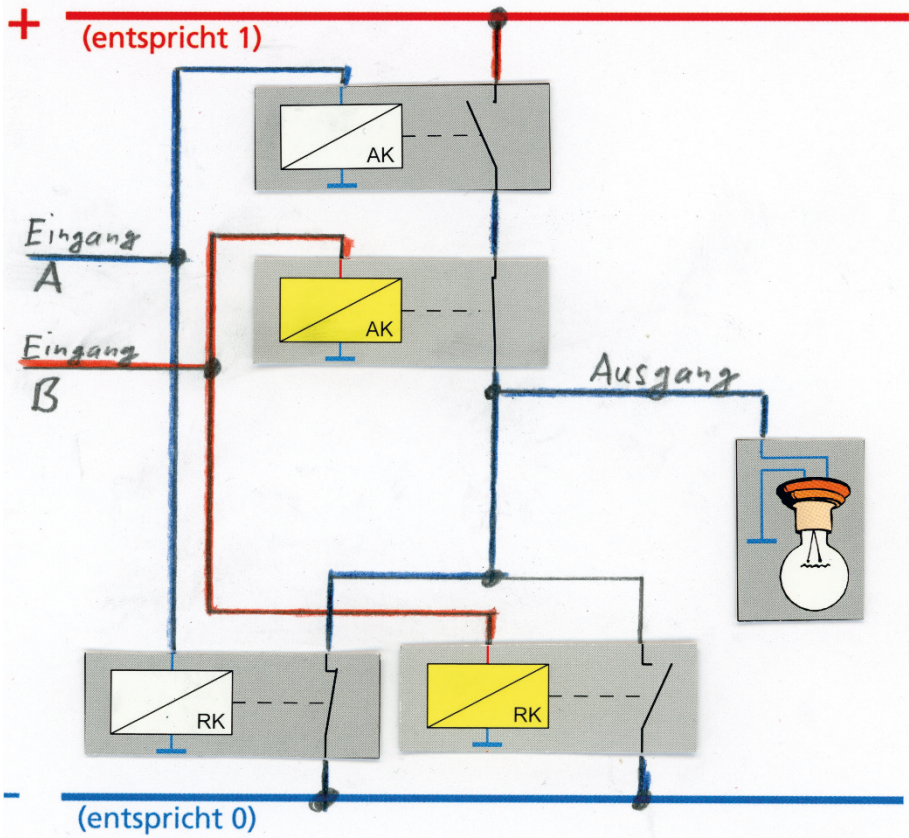 +
(entspricht 1)
AK
Eingang
A
AK
Eingang
B
Ausgang
RK
RK
-
(entspricht 0)